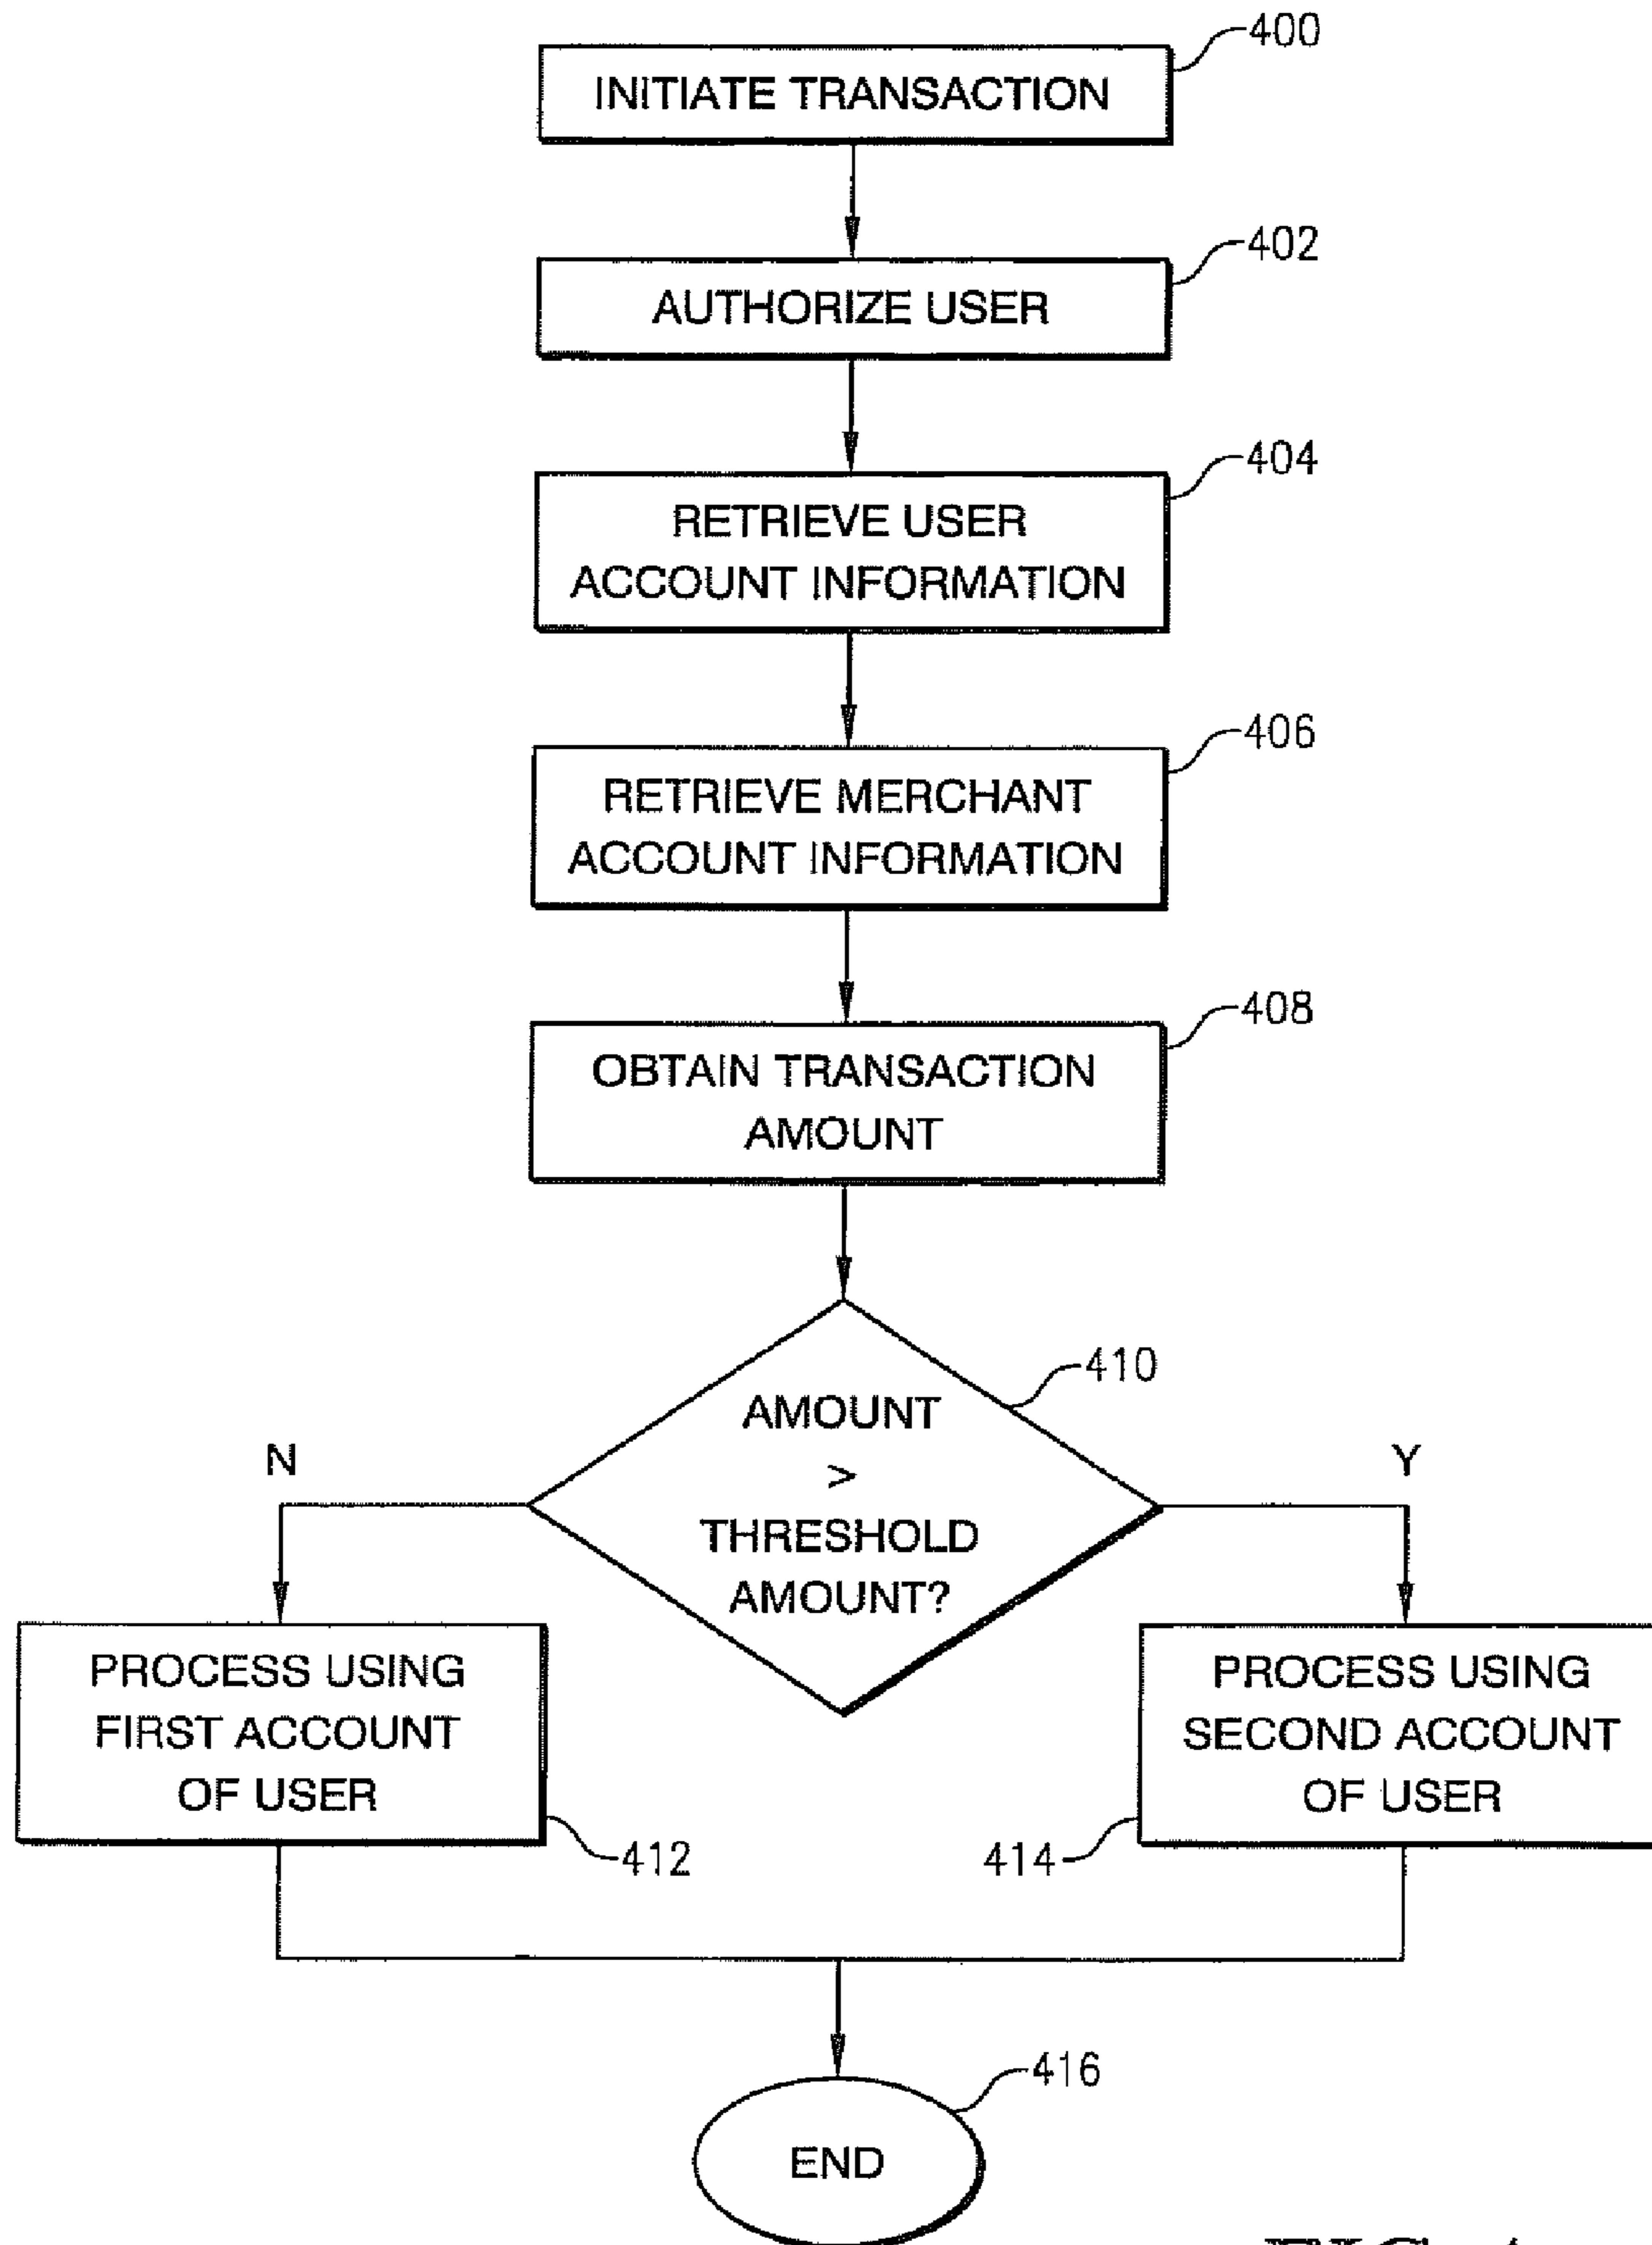 400
INITIATE TRANSACTION
402
AUTHORIZE USER
404
RETRIEVE USER
ACCOUNT INFORMATION
406
RETRIEVE MERCHANT
ACCOUNT INFORMATION
408
OBTAIN TRANSACTION
AMOUNT
410
AMOUNT
>
THRESHOLD
AMOUNT?
N
Y
PROCESS USING
FIRST ACCOUNT
OF USER
412
PROCESS USING
SECOND ACCOUNT
OF USER
414
416
END